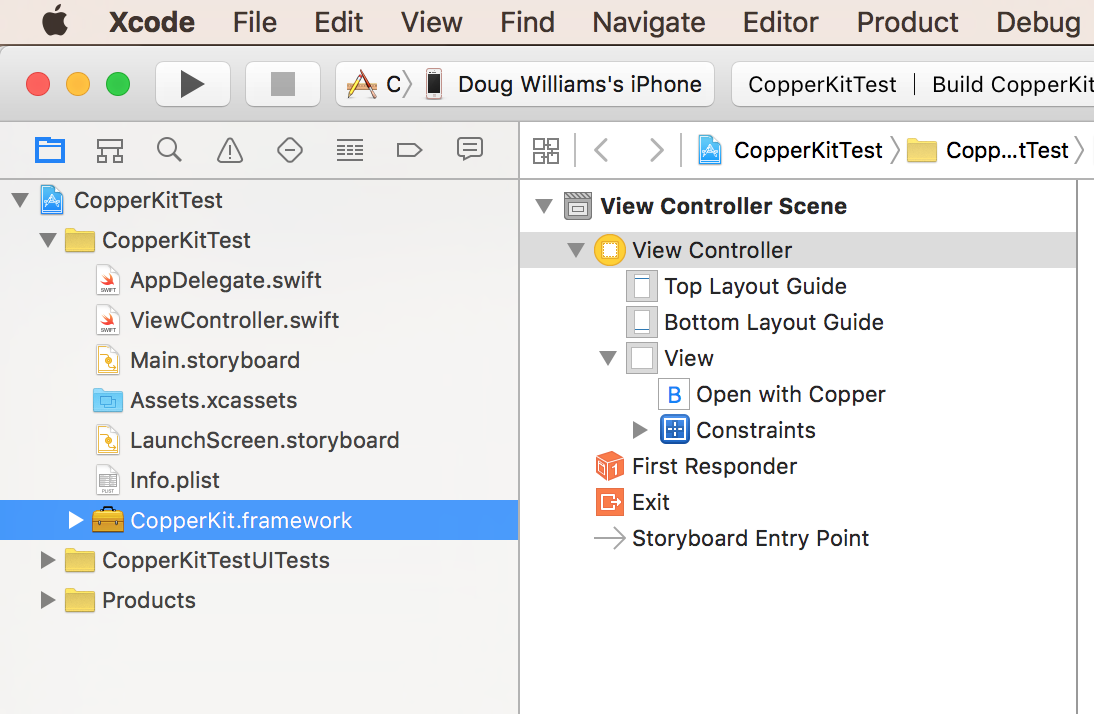 Xcode File Edit View Find Navigate Editor Product Debug
C Doug Williams's iPhone CopperKitTest Build CopperKit
CopperKitTest Copp...tTest
CopperKitTest
CopperKitTest
AppDelegate.swift
ViewController.swift
Main.storyboard
Assets.xcassets
LaunchScreen.storyboard
Info.plist
CopperKit.framework
CopperKitTestUITests
Products
View Controller Scene
View Controller
Top Layout Guide
Bottom Layout Guide
View
B Open with Copper
Constraints
First Responder
Exit
Storyboard Entry Point